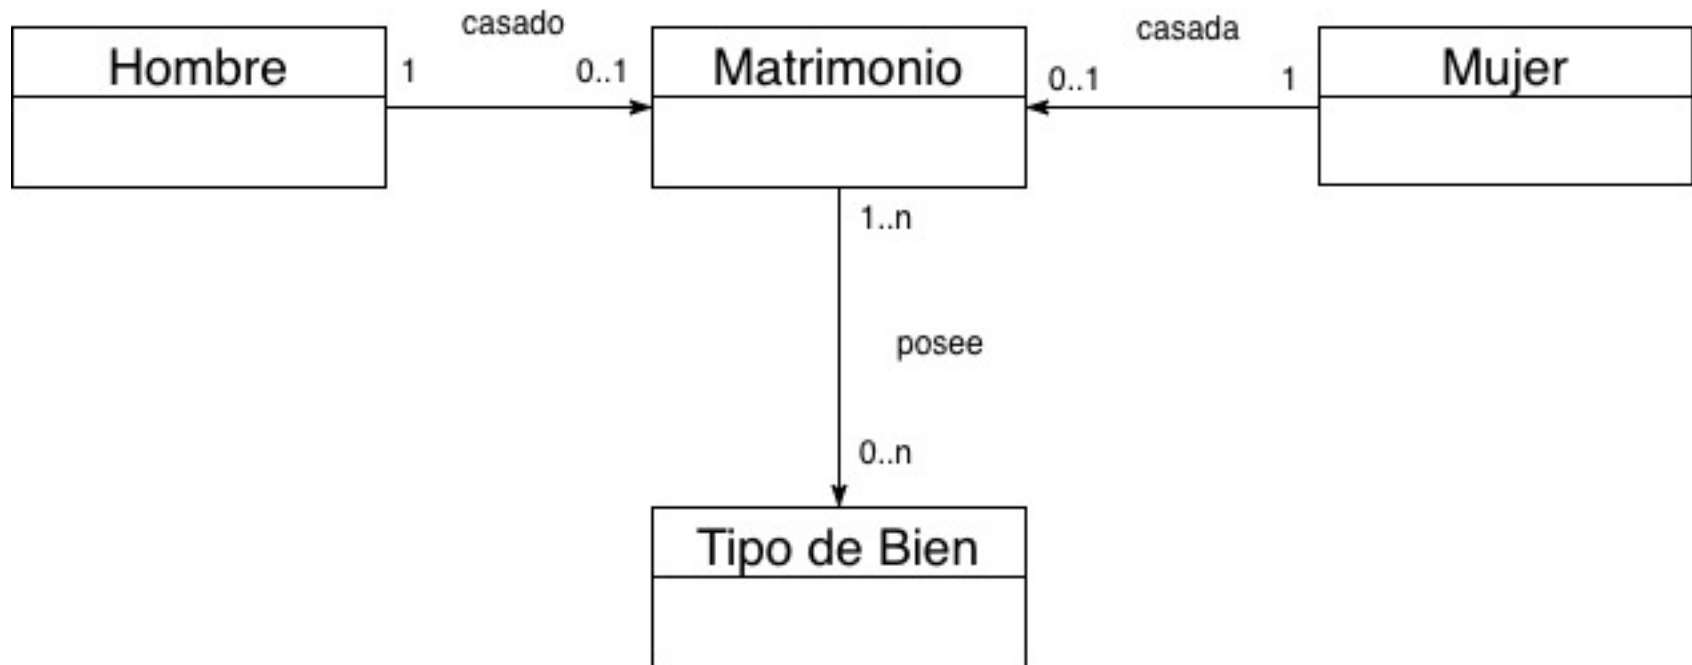 casado
casada
Hombre
1
0..1
Matrimonio
0..1
1
Mujer
1..n
posee
0..n
Tipo de Bien